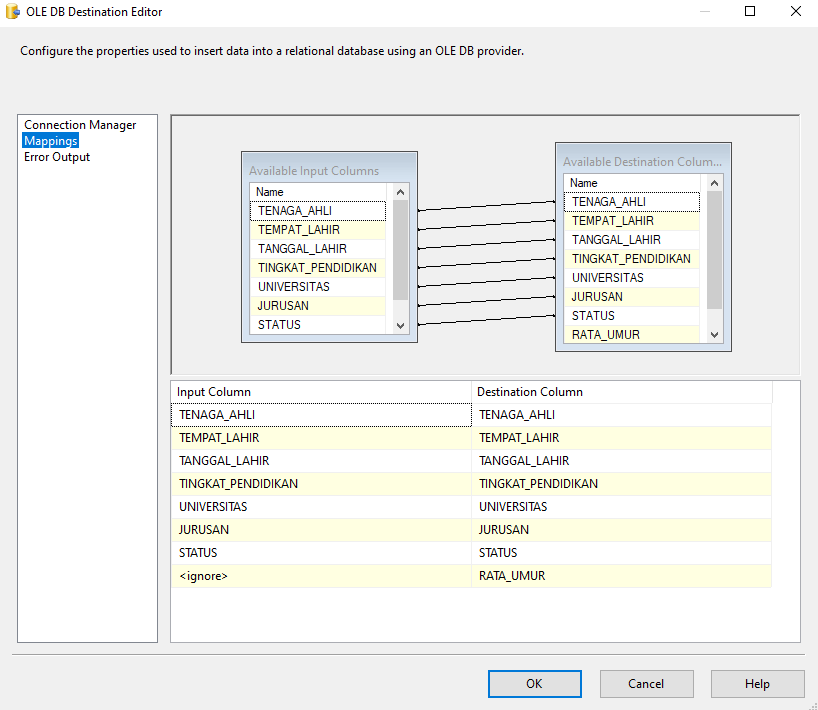 OLE DB Destination Editor
Configure the properties used to insert data into a relational database using an OLE DB provider.
Connection Manager
Mappings
Error Output
Available Input Columns
Name
TENAGA_AHLI
TEMPAT_LAHIR
TANGGAL_LAHIR
TINGKAT_PENDIDIKAN
UNIVERSITAS
JURUSAN
STATUS
Available Destination Colum...
Name
TENAGA_AHLI
TEMPAT_LAHIR
TANGGAL_LAHIR
TINGKAT_PENDIDIKAN
UNIVERSITAS
JURUSAN
STATUS
RATA_UMUR
Input Column Destination Column
TENAGA_AHLI TENAGA_AHLI
TEMPAT_LAHIR TEMPAT_LAHIR
TANGGAL_LAHIR TANGGAL_LAHIR
TINGKAT_PENDIDIKAN TINGKAT_PENDIDIKAN
UNIVERSITAS UNIVERSITAS
JURUSAN JURUSAN
STATUS STATUS
<ignore> RATA_UMUR
OK Cancel Help